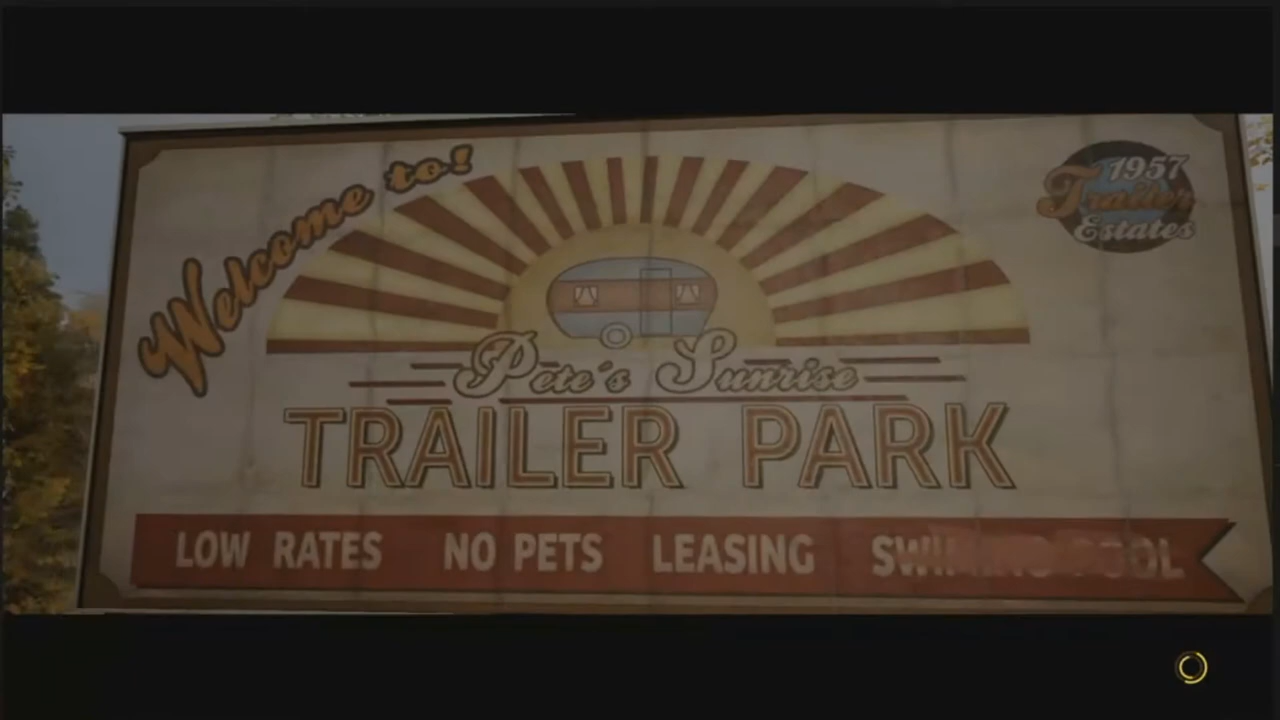 Welcome to!
1957
Trailer
Estates
Pete's Sunrise
TRAILER PARK
LOW RATES NO PETS LEASING